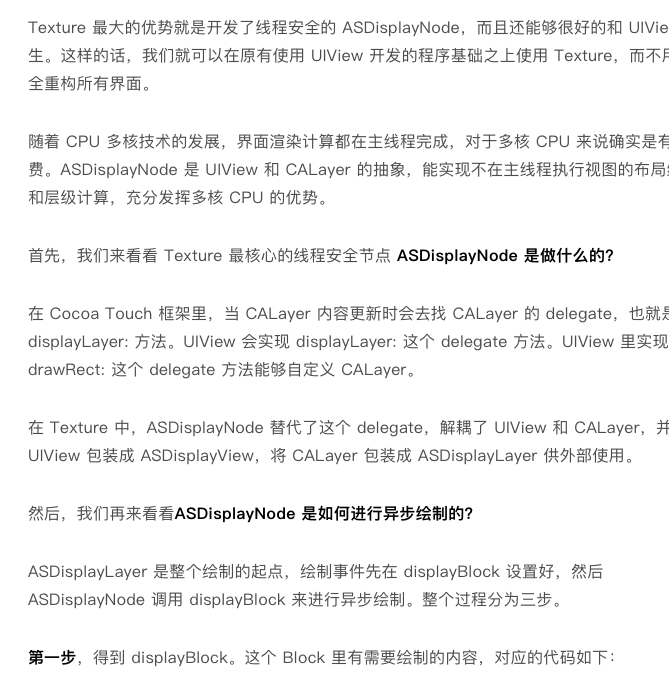 Texture 最大的优势就是开发了线程安全的 ASDisplayNode，而且还能够很好的和 UIVie
生。这样的话，我们就可以在原有使用 UIView 开发的程序基础之上使用 Texture，而不用
全重构所有界面。
随着 CPU 多核技术的发展，界面渲染计算都在主线程完成，对于多核 CPU 来说确实是有
费。ASDisplayNode 是 UIView 和 CALayer 的抽象，能实现不在主线程执行视图的布局
和层级计算，充分发挥多核 CPU 的优势。
首先，我们来看看 Texture 最核心的线程安全节点 ASDisplayNode 是做什么的？
在 Cocoa Touch 框架里，当 CALayer 内容更新时会去找 CALayer 的 delegate，也就是
displayLayer: 方法。UIView 会实现 displayLayer: 这个 delegate 方法。UIView 里实现
drawRect: 这个 delegate 方法能够自定义 CALayer。
在 Texture 中，ASDisplayNode 替代了这个 delegate，解耦了 UIView 和 CALayer，并
UIView 包装成 ASDisplayView，将 CALayer 包装成 ASDisplayLayer 供外部使用。
然后，我们再来看看ASDisplayNode 是如何进行异步绘制的？
ASDisplayLayer 是整个绘制的起点，绘制事件先在 displayBlock 设置好，然后
ASDisplayNode 调用 displayBlock 来进行异步绘制。整个过程分为三步。
第一步，得到 displayBlock。这个 Block 里有需要绘制的内容，对应的代码如下：